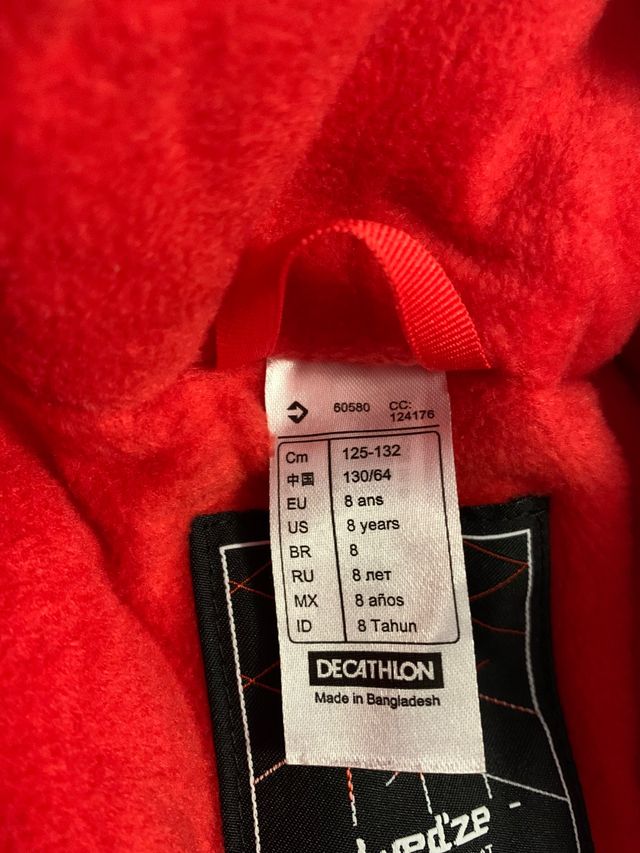 60580 CC:
124176
Cm 125-132
中国 130/64
EU 8 ans
US 8 years
BR 8
RU 8 лет
MX 8 años
ID 8 Tahun
DECATHLON
Made in Bangladesh